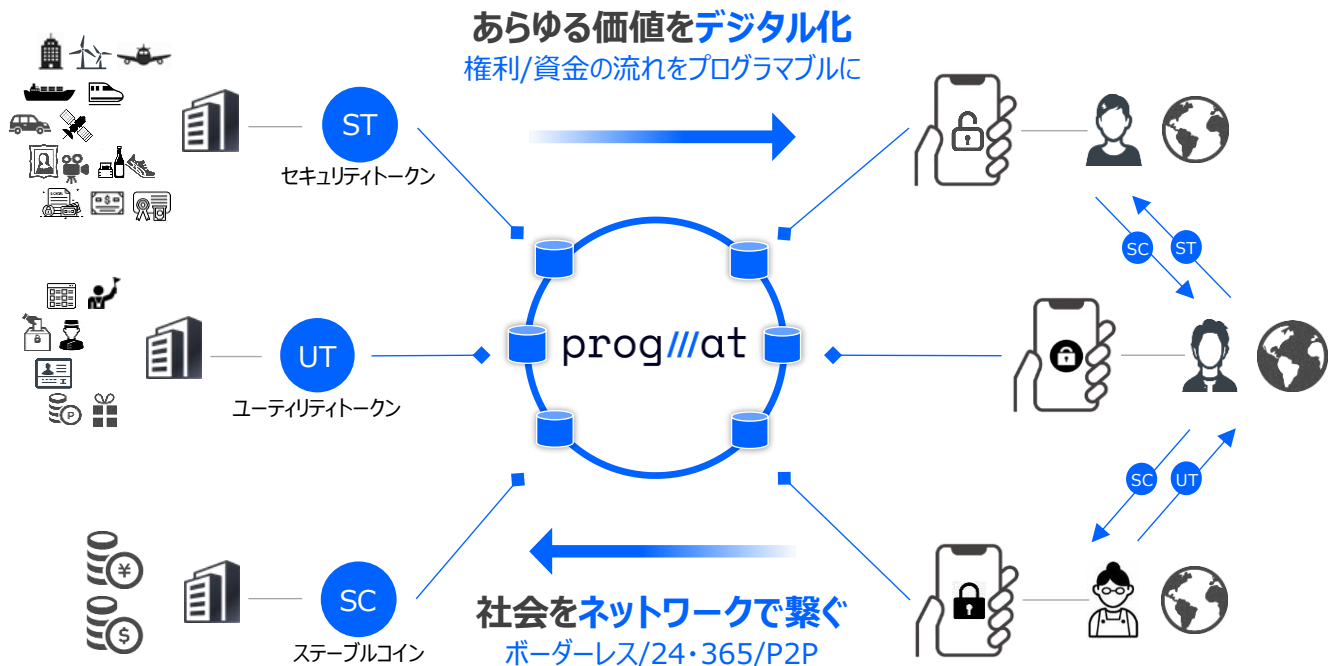 あらゆる価値をデジタル化
権利/資金の流れをプログラマブルに
ST
セキュリティトークン
SC
ST
UT
ユーティリティトークン
prog///at
P
SC
UT
¥
$
SC
ステーブルコイン
社会をネットワークで繋ぐ
ボーダーレス/24・365/P2P